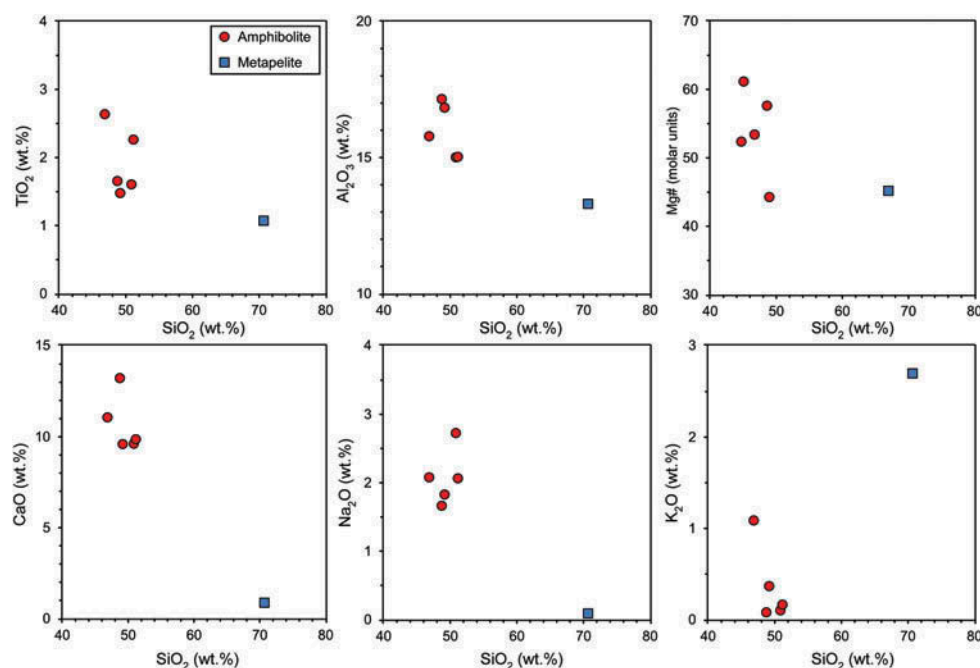 4
3
2
1
0
TiO₂ (wt.%)
Amphibolite
Metapelite
40 50 60 70 80
SiO₂ (wt.%)
20
15
10
Al₂O₃ (wt.%)
40 50 60 70 80
SiO₂ (wt.%)
70
60
50
40
30
Mg# (molar units)
40 50 60 70 80
SiO₂ (wt.%)
15
10
5
0
CaO (wt.%)
40 50 60 70 80
SiO₂ (wt.%)
4
3
2
1
0
Na₂O (wt.%)
40 50 60 70 80
SiO₂ (wt.%)
3
2
1
0
K₂O (wt.%)
40 50 60 70 80
SiO₂ (wt.%)